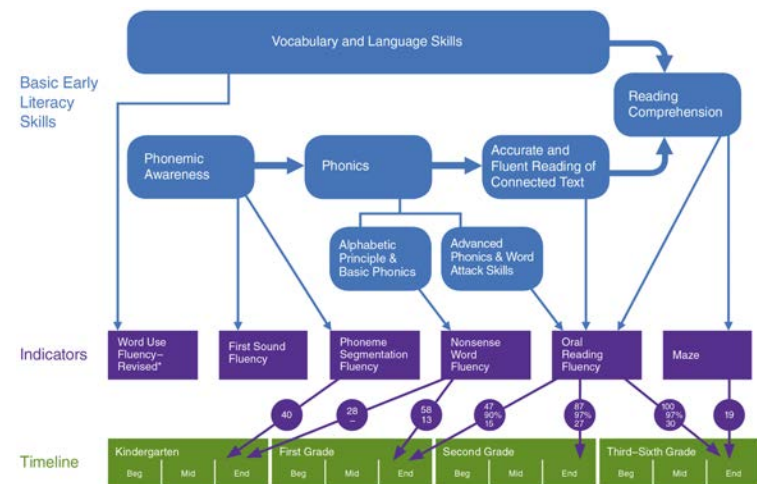 Vocabulary and Language Skills
Basic Early
Literacy
Skills
Reading
Comprehension
Phonemic
Awareness
Phonics
Accurate and
Fluent Reading of
Connected Text
Alphabetic
Principle &
Basic Phonics
Advanced
Phonics & Word
Attack Skills
Indicators
Word Use
Fluency–
Revised*
First Sound
Fluency
Phoneme
Segmentation
Fluency
Nonsense
Word
Fluency
Oral
Reading
Fluency
Maze
40
28
–
58
13
47
90%
15
87
97%
27
100
97%
30
19
Timeline
Kindergarten
Beg Mid End
First Grade
Beg Mid End
Second Grade
Beg Mid End
Third–Sixth Grade
Beg Mid End